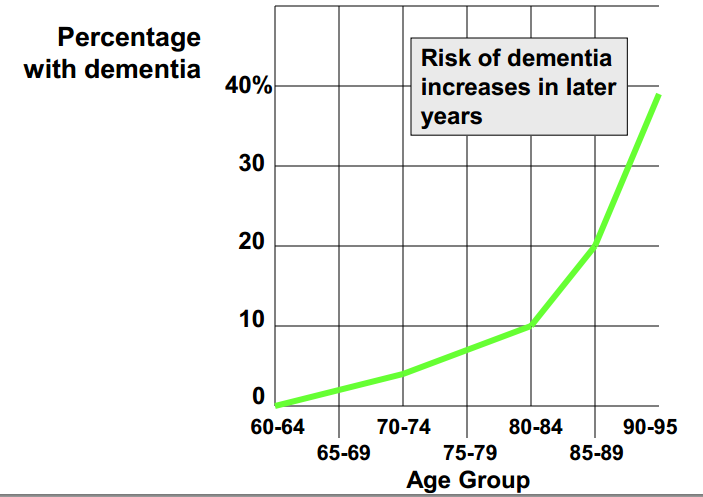 Percentage
with dementia
Risk of dementia
increases in later
years
40%
30
20
10
0
60-64
70-74
80-84
90-95
65-69
75-79
85-89
Age Group